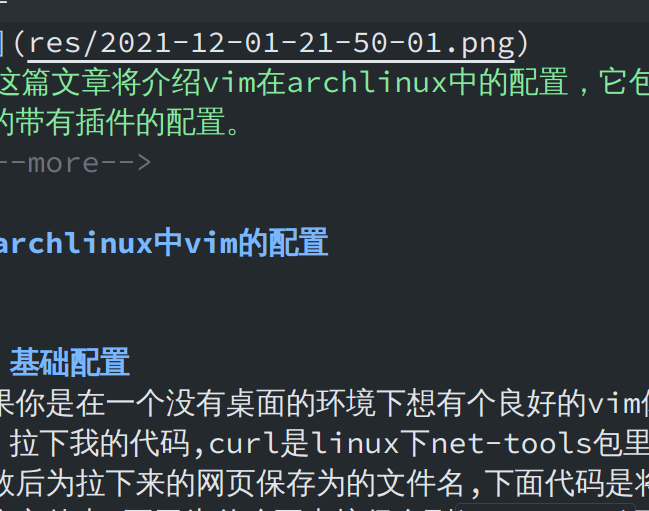 ](res/2021-12-01-21-50-01.png)
这篇文章将介绍vim在archlinux中的配置，它包
的带有插件的配置。
--more-->
archlinux中vim的配置
基础配置
果你是在一个没有桌面的环境下想有个良好的vim
拉下我的代码,curl是linux下net-tools包里
后为拉下来的网页保存为的文件名,下面代码是将